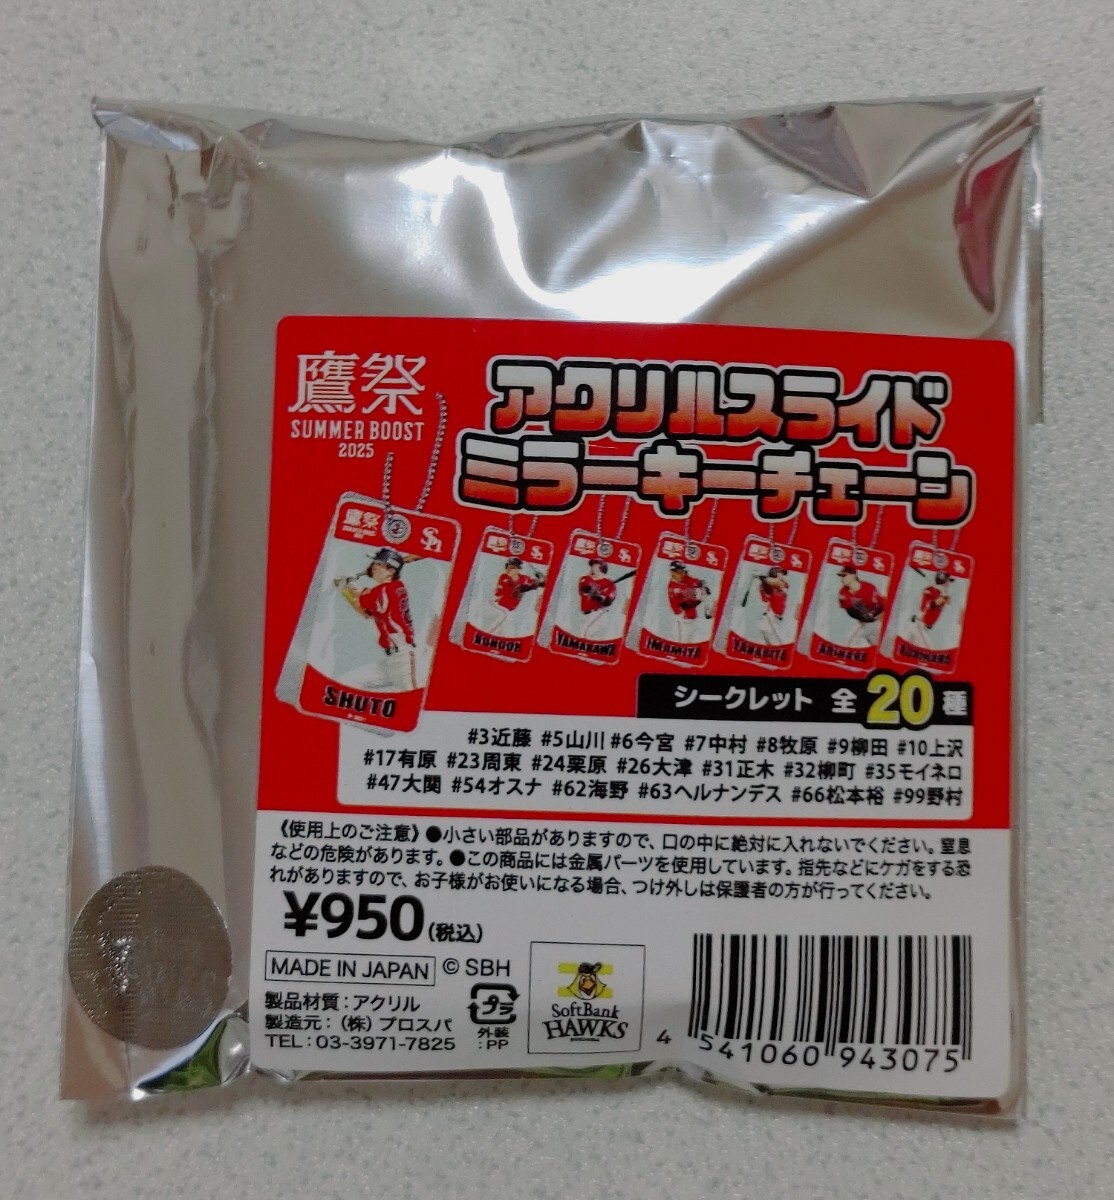 鷹祭
SUMMER BOOST
2025
アクリルスライド
ミラーキーチェーン
鷹祭
SHUTO
KONDOH
YAMAKAWA
IMAMIYA
YANAGITA
ARIHARA
シークレット 全20種
#3近藤 #5山川 #6今宮 #7中村 #8牧原 #9柳田 #10上沢
#17有原 #23周東 #24栗原 #26大津 #31正木 #32柳町 #35モイネロ
#47大関 #54オスナ #62海野 #63ヘルナンデス #66松本裕 #99野村
《使用上のご注意》●小さい部品がありますので、口の中に絶対に入れないでください。窒息
などの危険があります。●この商品には金属パーツを使用しています。指先などにケガをする恐
れがありますので、お子様がお使いになる場合、つけ外しは保護者の方が行ってください。
¥950(税込)
MADE IN JAPAN © SBH
製品材質：アクリル
製造元：（株）プロスパ
TEL：03-3971-7825
プラ
外装
:PP
SoftBank
HAWKS
4 541060 943075